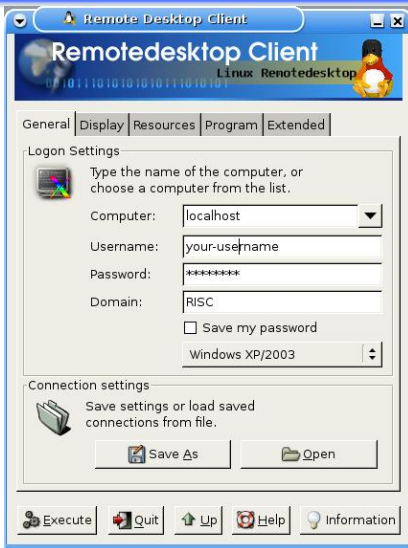 Remote Desktop Client
Remotedesktop Client
Linux Remotedesktop
General Display Resources Program Extended
Logon Settings
Type the name of the computer, or
choose a computer from the list.
Computer: localhost
Username: your-username
Password: ********
Domain: RISC
Save my password
Windows XP/2003
Connection settings
Save settings or load saved
connections from file.
Save As Open
Execute Quit Up Help Information